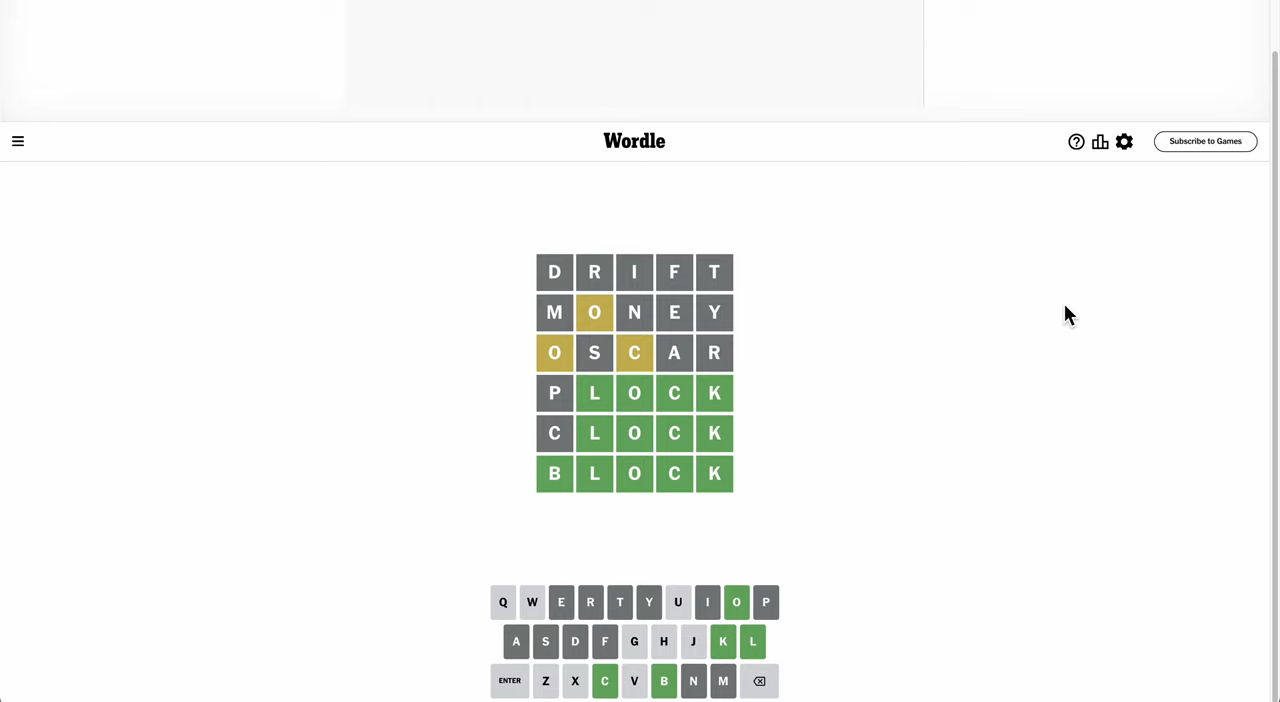 Wordle
Subscribe to Games
D R I F T
M O N E Y
O S C A R
P L O C K
C L O C K
B L O C K
Q W E R T Y U I O P
A S D F G H J K L
ENTER Z X C V B N M